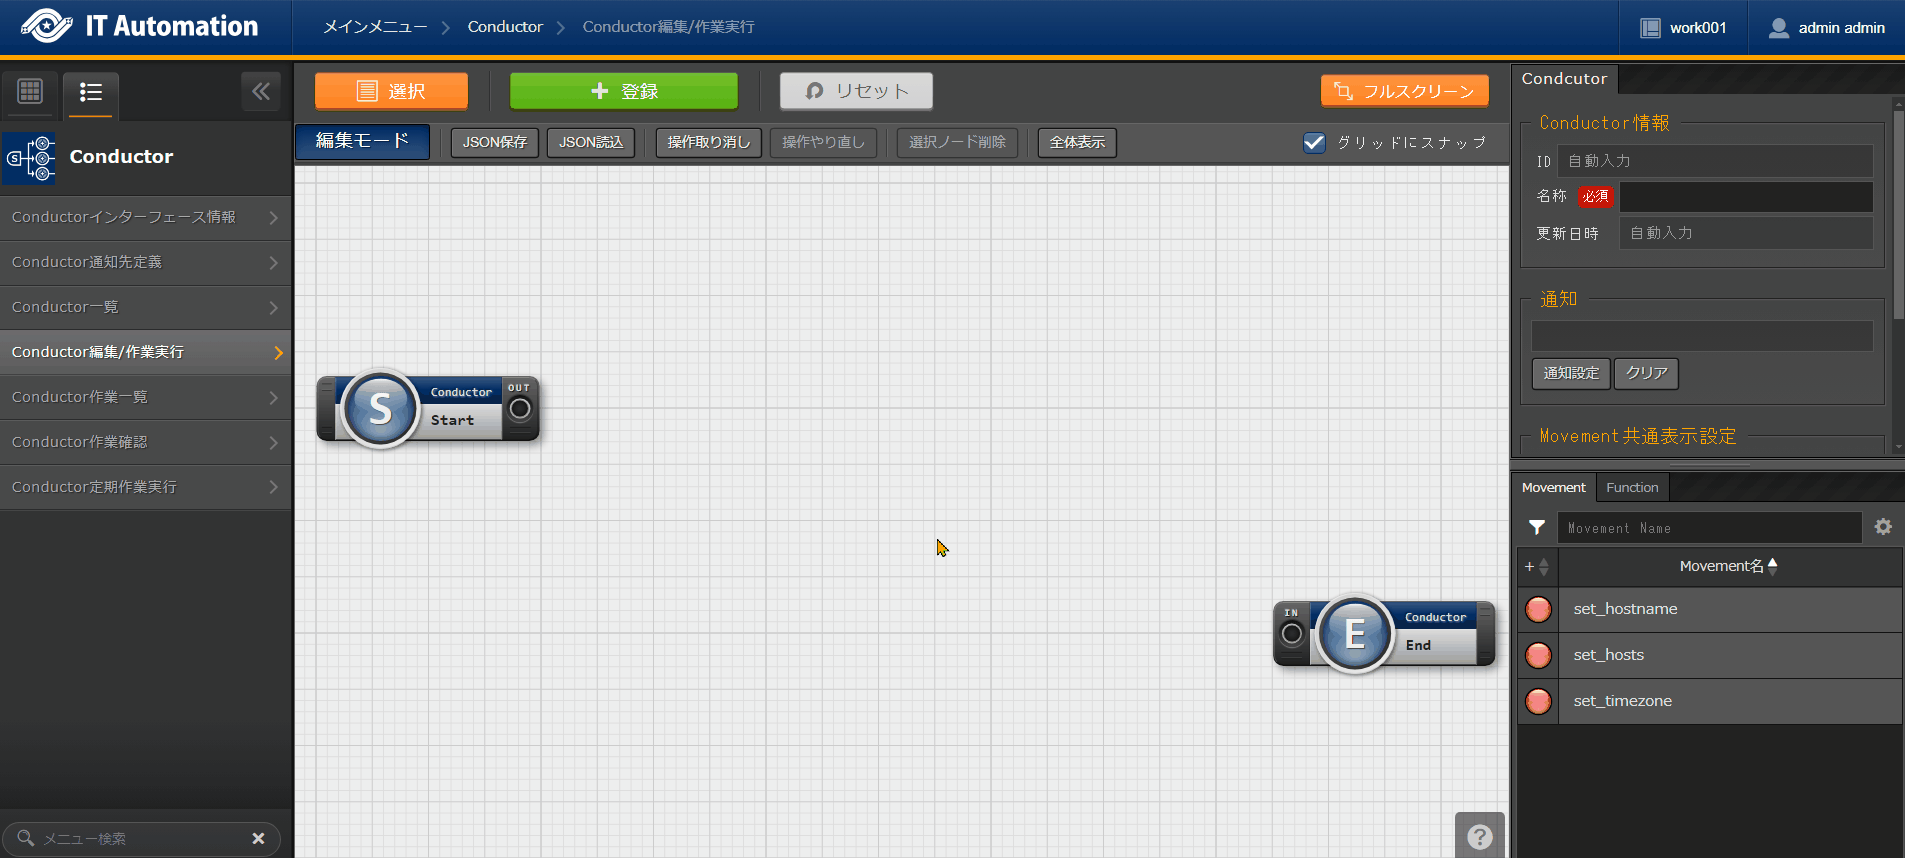 IT Automation
メインメニュー
Conductor
Conductor編集/作業実行
work001
admin admin
選択
登録
リセット
フルスクリーン
編集モード
JSON保存
JSON読込
操作取り消し
操作やり直し
選択ノード削除
全体表示
グリッドにスナップ
Conductor
Conductorインターフェース情報
Conductor通知先定義
Conductor一覧
Conductor編集/作業実行
Conductor作業一覧
Conductor作業確認
Conductor定期作業実行
メニュー検索
S
Conductor
Start
OUT
IN
E
Conductor
End
Condcutor
Conductor情報
ID
自動入力
名称
必須
更新日時
自動入力
通知
通知設定
クリア
Movement共通表示設定
Movement
Function
Movement Name
+
Movement名
set_hostname
set_hosts
set_timezone
?